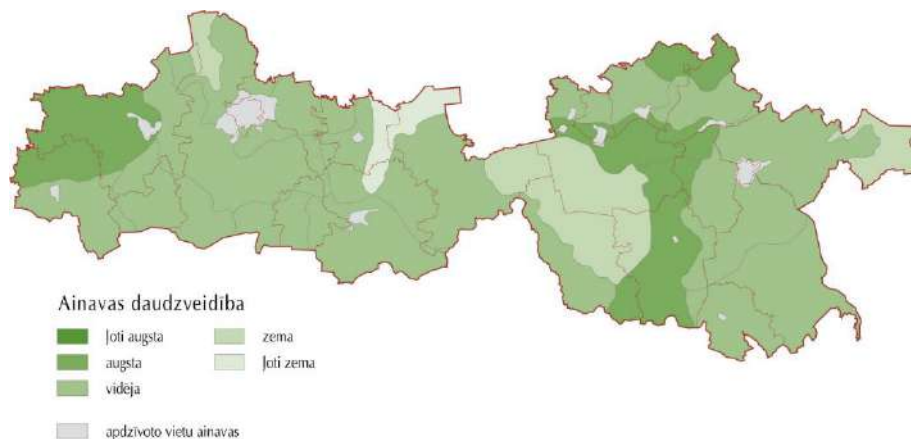 Ainavas daudzveidība
ļoti augsta
augsta
vidēja
zema
ļoti zema
apdzīvoto vietu ainavas